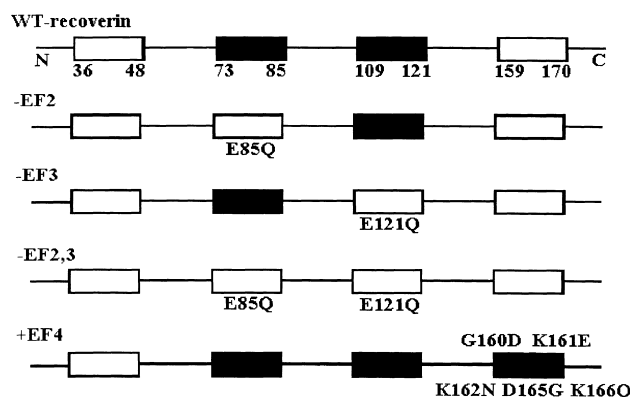 WT-recoverin
N 36 48 73 85 109 121 159 170 C
-EF2
E85Q
-EF3
E121Q
-EF2,3
E85Q E121Q
+EF4
G160D K161E
K162N D165G K166Q